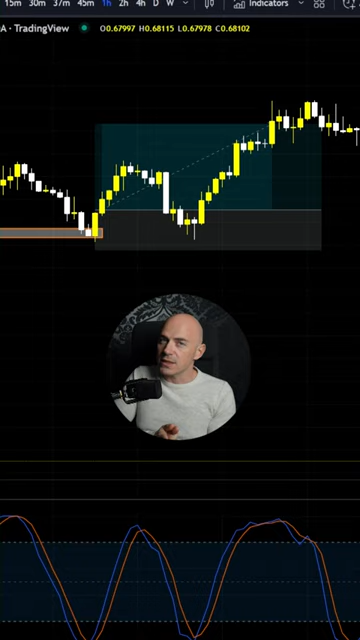 15m 30m 37m 45m 1h 2h 4h D W Indicators
A · TradingView O0.67997 H0.68115 L0.67978 C0.68102